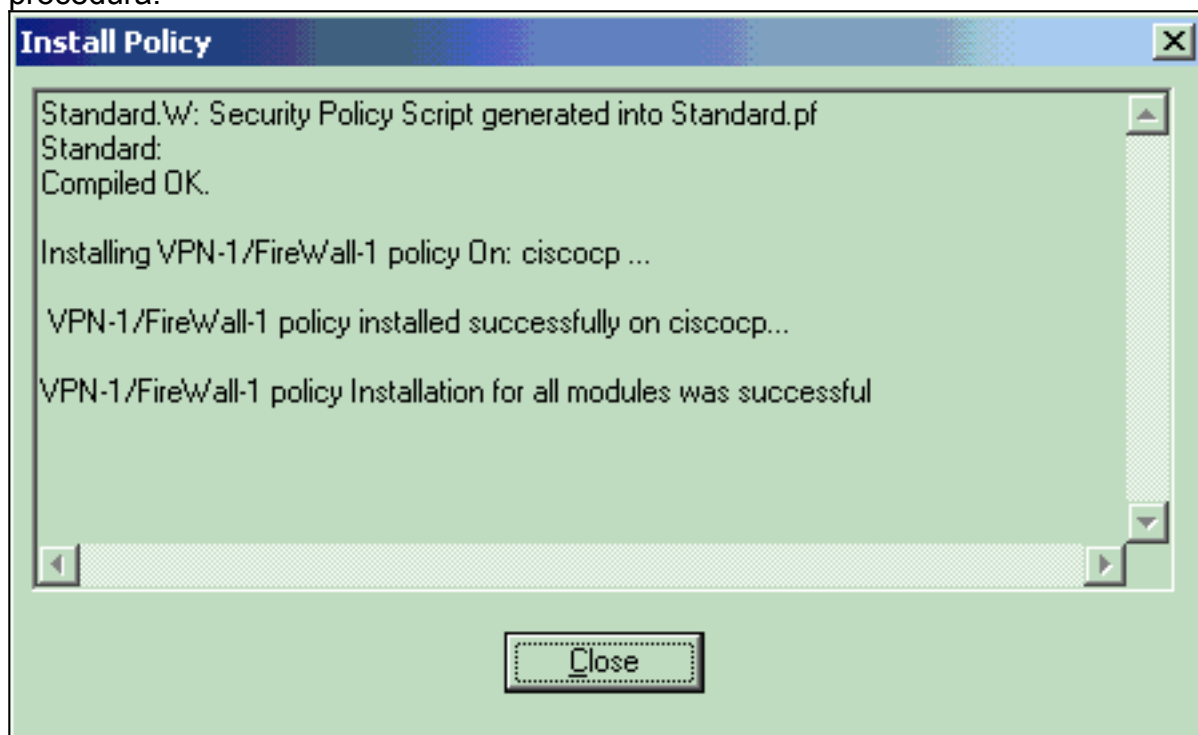 procedura.
Install Policy
Standard.W: Security Policy Script generated into Standard.pf
Standard:
Compiled OK.
Installing VPN-1/FireWall-1 policy On: ciscocp ...
VPN-1/FireWall-1 policy installed successfully on ciscocp...
VPN-1/FireWall-1 policy Installation for all modules was successful
Close